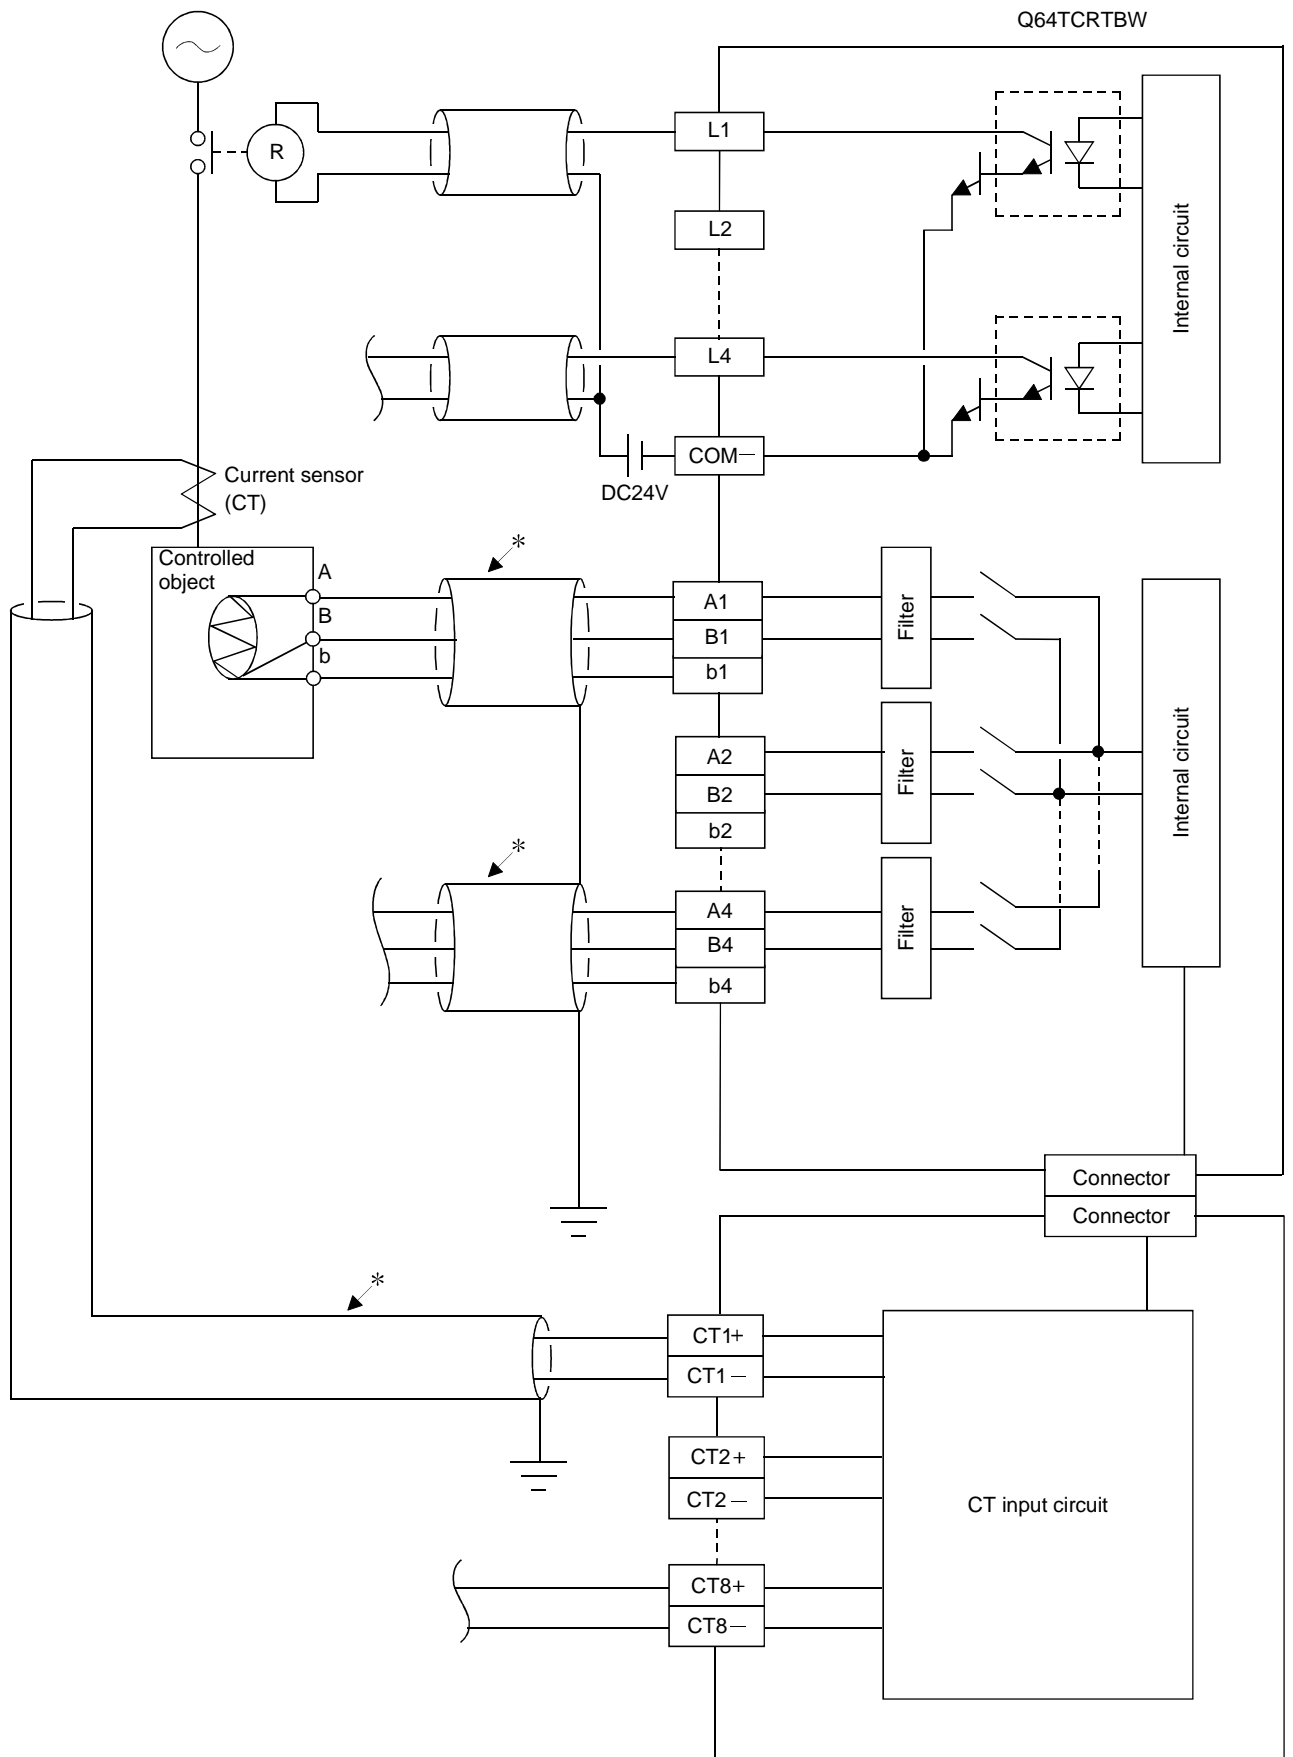 Q64TCRTBW
L1
R
Internal circuit
L2
L4
COM—
DC24V
Current sensor
(CT)
*
Controlled
object
A
B
b
A1
B1
b1
Filter
A2
B2
b2
Filter
Internal circuit
*
A4
B4
b4
Filter
Connector
Connector
*
CT1+
CT1—
CT2+
CT2—
CT input circuit
CT8+
CT8—